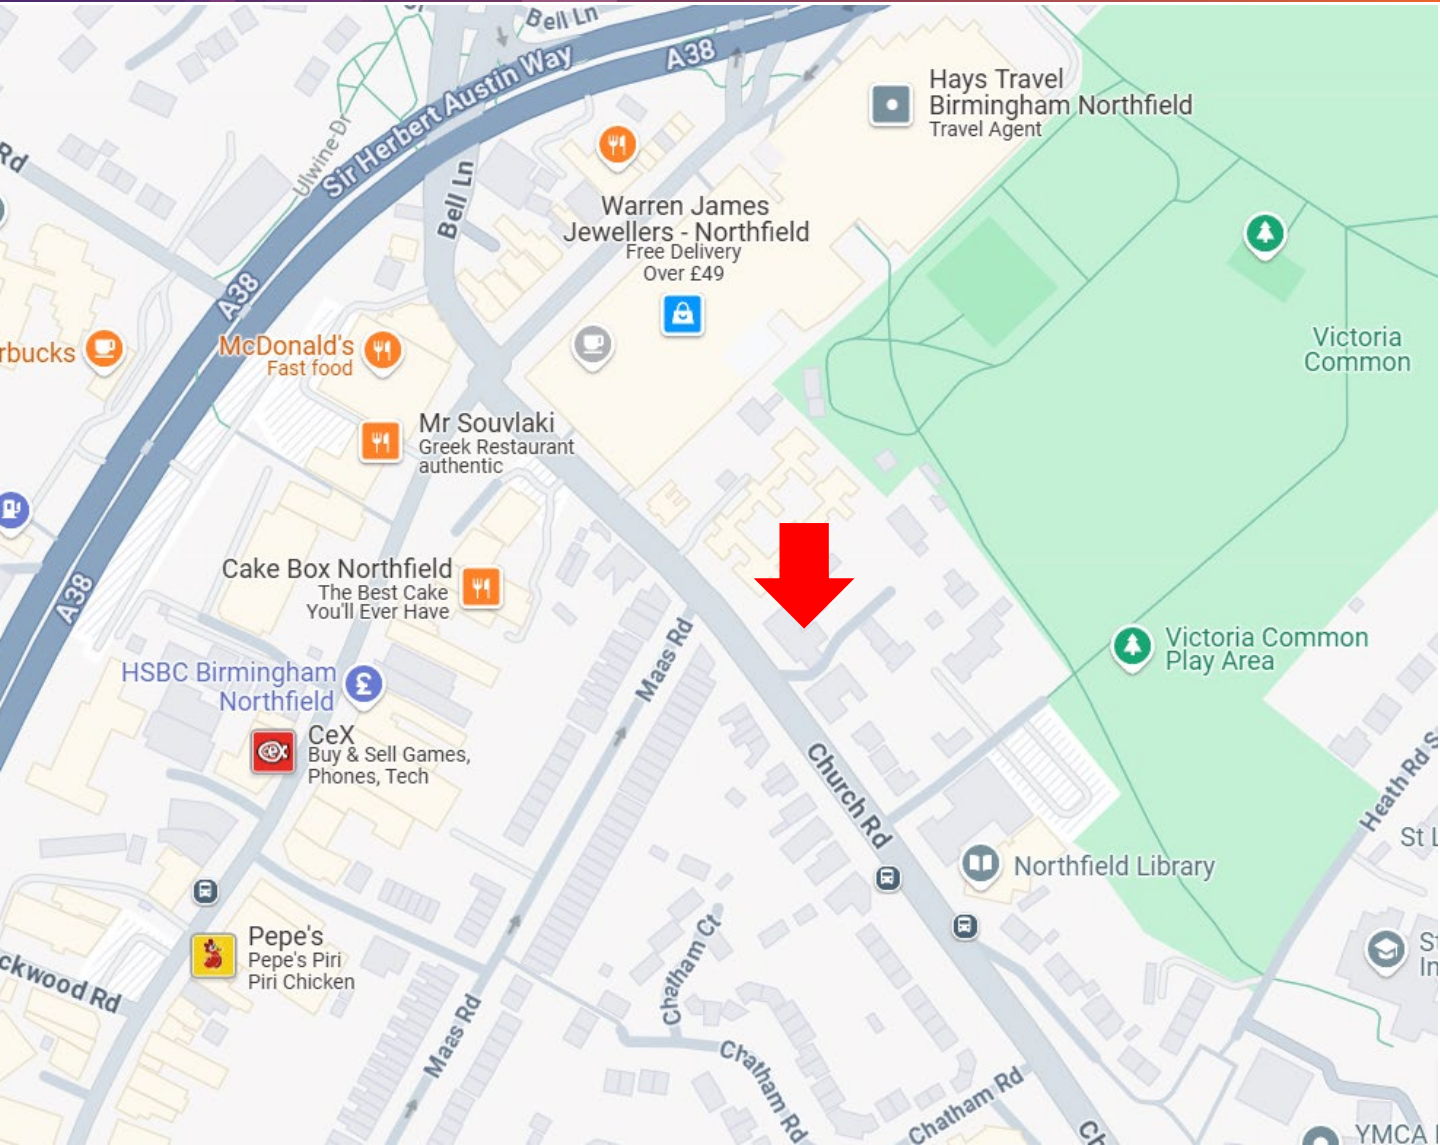 Bell Ln
Sir Herbert Austin Way
A38
Ulwine Dr
Rd
Bell Ln
Hays Travel
Birmingham Northfield
Travel Agent
Warren James
Jewellers - Northfield
Free Delivery
Over £49
A38
rbucks
McDonald's
Fast food
Victoria
Common
Mr Souvlaki
Greek Restaurant
authentic
Cake Box Northfield
The Best Cake
You'll Ever Have
A38
Maas Rd
Victoria Common
Play Area
HSBC Birmingham
Northfield
£
CeX
Buy & Sell Games,
Phones, Tech
cex
Church Rd
Heath Rd S
St L
Northfield Library
Pepe's
Pepe's Piri
Piri Chicken
ckwood Rd
Chatham Ct
St
In
Maas Rd
Chatham Rd
Chatham Rd
Ch
YMCA